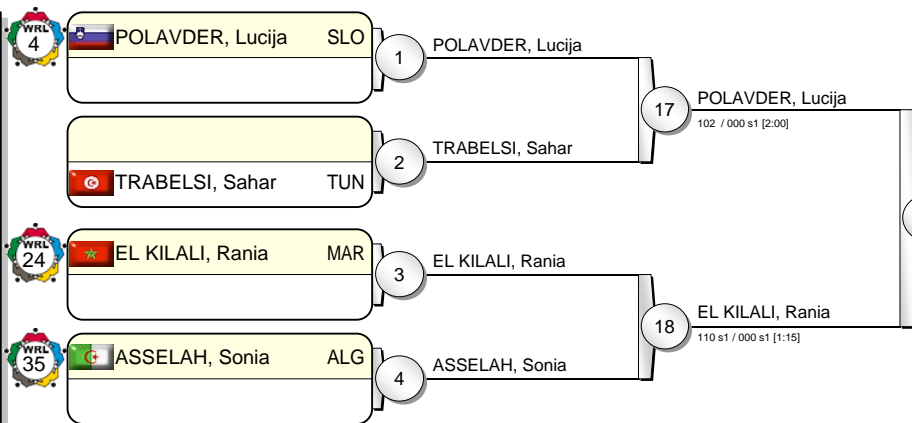 WRL
4
POLAVDER, Lucija SLO
1
POLAVDER, Lucija
17
POLAVDER, Lucija
102 / 000 s1 [2:00]
2
TRABELSI, Sahar
TRABELSI, Sahar TUN
WRL
24
EL KILALI, Rania MAR
3
EL KILALI, Rania
18
EL KILALI, Rania
110 s1 / 000 s1 [1:15]
WRL
35
ASSELAH, Sonia ALG
4
ASSELAH, Sonia